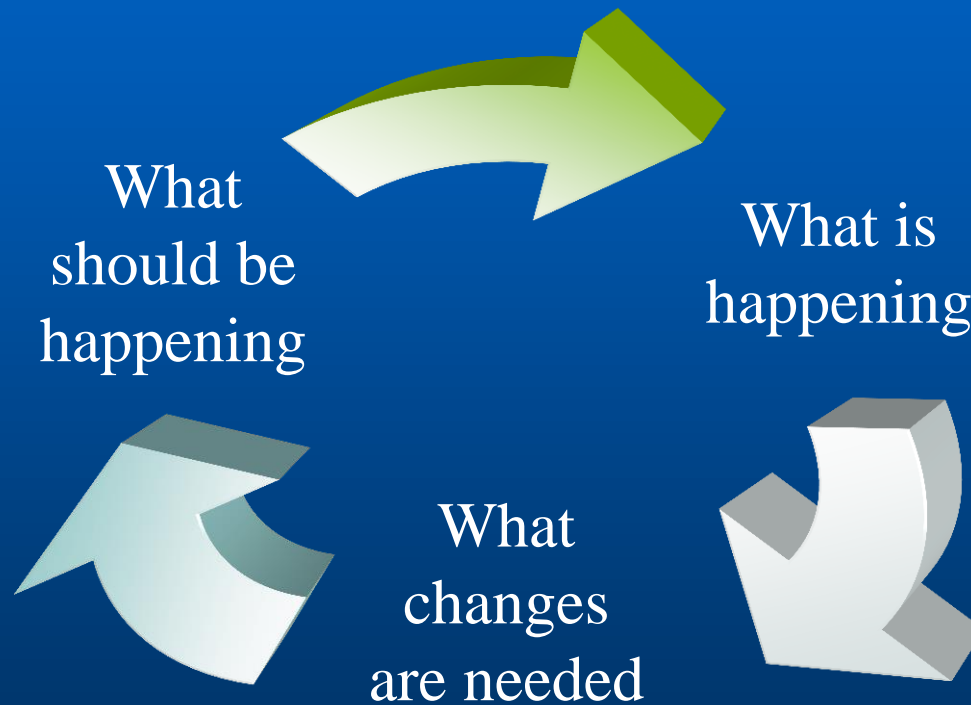 What
should be
happening
What is
happening
What
changes
are needed